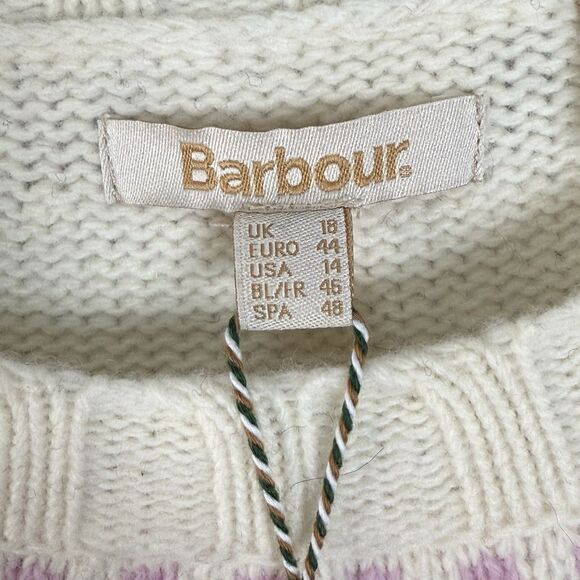 Barbour
UK 18
EURO 44
USA 14
BL/FR 46
SPA 48